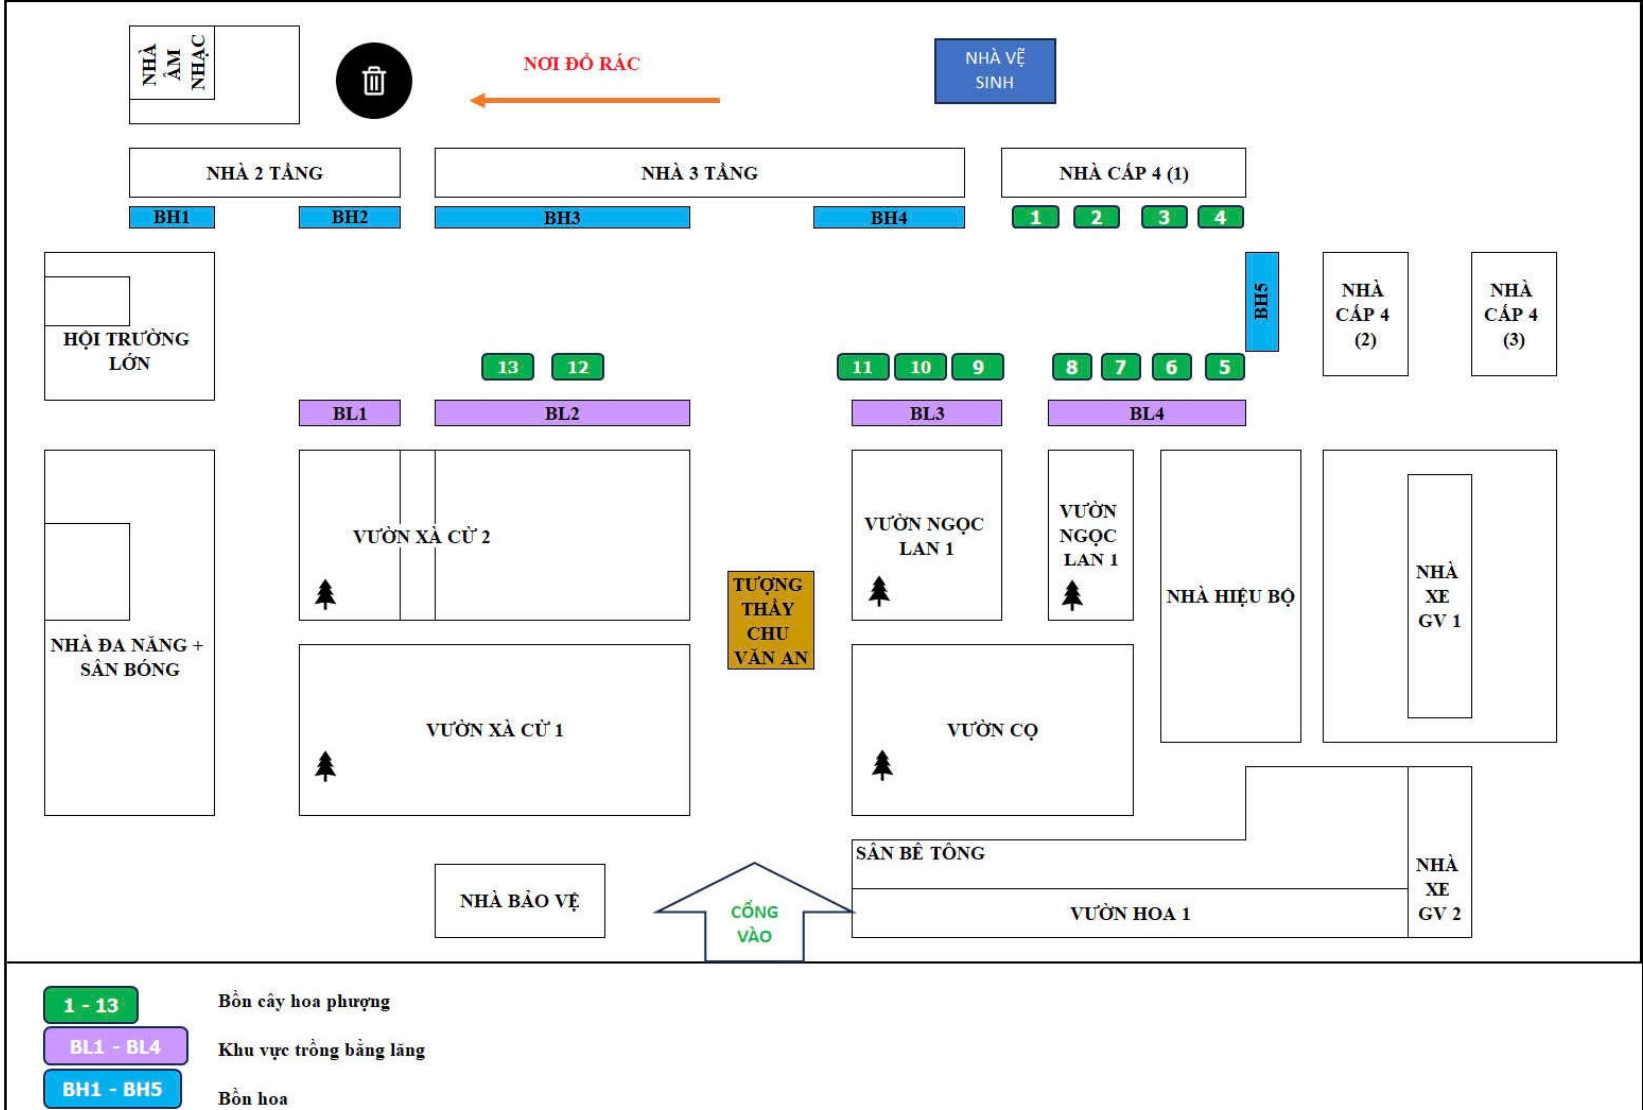 NHÀ
ÂM
NHẠC
NƠI ĐỔ RÁC
NHÀ VỆ
SINH
NHÀ 2 TẦNG
NHÀ 3 TẦNG
NHÀ CẤP 4 (1)
BH1
BH2
BH3
BH4
1
2
3
4
HỘI TRƯỜNG
LỚN
BH5
NHÀ
CẤP 4
(2)
NHÀ
CẤP 4
(3)
13
12
11
10
9
8
7
6
5
BL1
BL2
BL3
BL4
VƯỜN XÀ CỪ 2
VƯỜN NGỌC
LAN 1
VƯỜN
NGỌC
LAN 1
NHÀ HIỆU BỘ
NHÀ
XE
GV 1
TƯỢNG
THẦY
CHU
VĂN AN
NHÀ ĐA NĂNG +
SÂN BÓNG
VƯỜN XÀ CỪ 1
VƯỜN CỌ
SÂN BÊ TÔNG
NHÀ BẢO VỆ
CỔNG
VÀO
VƯỜN HOA 1
NHÀ
XE
GV 2
1 - 13
Bồn cây hoa phượng
BL1 - BL4
Khu vực trồng bằng lăng
BH1 - BH5
Bồn hoa